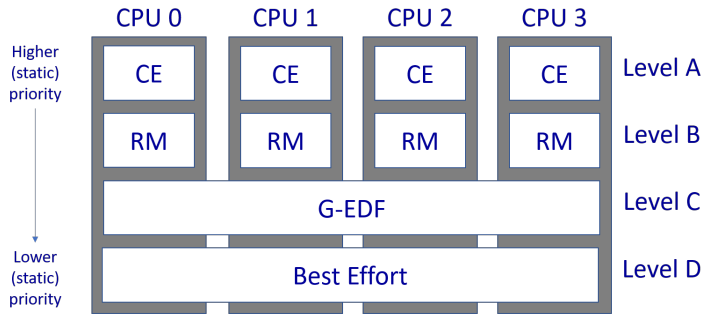 CPU 0 CPU 1 CPU 2 CPU 3
Higher
(static)
priority
CE CE CE CE Level A
RM RM RM RM Level B
G-EDF Level C
Lower
(static)
priority
Best Effort Level D